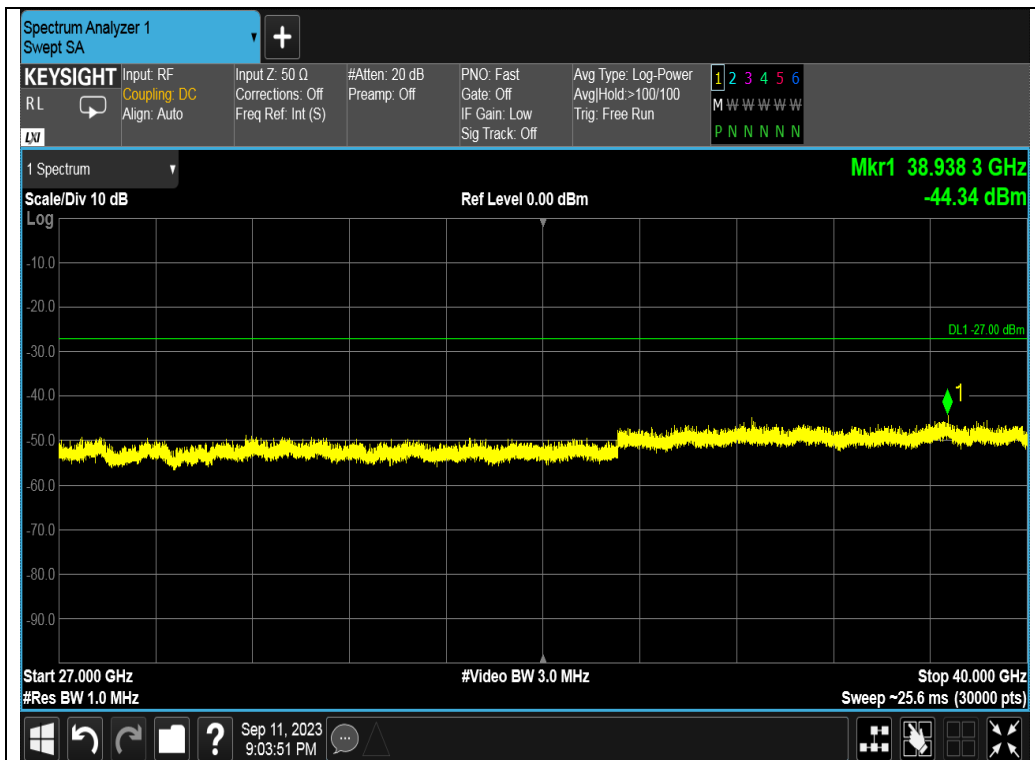 Spectrum Analyzer 1
Swept SA
+
KEYSIGHT
RL
LXI
Input: RF
Coupling: DC
Align: Auto
Input Z: 50 Ω
Corrections: Off
Freq Ref: Int (S)
#Atten: 20 dB
Preamp: Off
PNO: Fast
Gate: Off
IF Gain: Low
Sig Track: Off
Avg Type: Log-Power
Avg|Hold:>100/100
Trig: Free Run
1 2 3 4 5 6
M W W W W W
P N N N N N
1 Spectrum
Mkr1 38.938 3 GHz
-44.34 dBm
Scale/Div 10 dB
Ref Level 0.00 dBm
Log
-10.0
-20.0
DL1 -27.00 dBm
-30.0
-40.0
1
-50.0
-60.0
-70.0
-80.0
-90.0
Start 27.000 GHz
#Video BW 3.0 MHz
Stop 40.000 GHz
#Res BW 1.0 MHz
Sweep ~25.6 ms (30000 pts)
?
Sep 11, 2023
9:03:51 PM